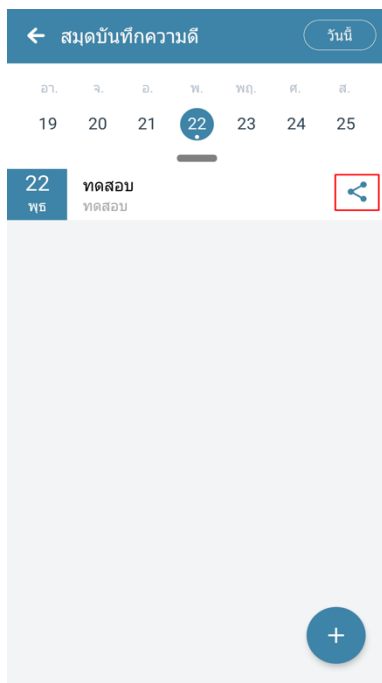 สมุดบันทึกความดี วันนี้
อา. จ. อ. พ. พฤ. ศ. ส.
19 20 21 22 23 24 25
22 ทดสอบ
พุธ ทดสอบ
+